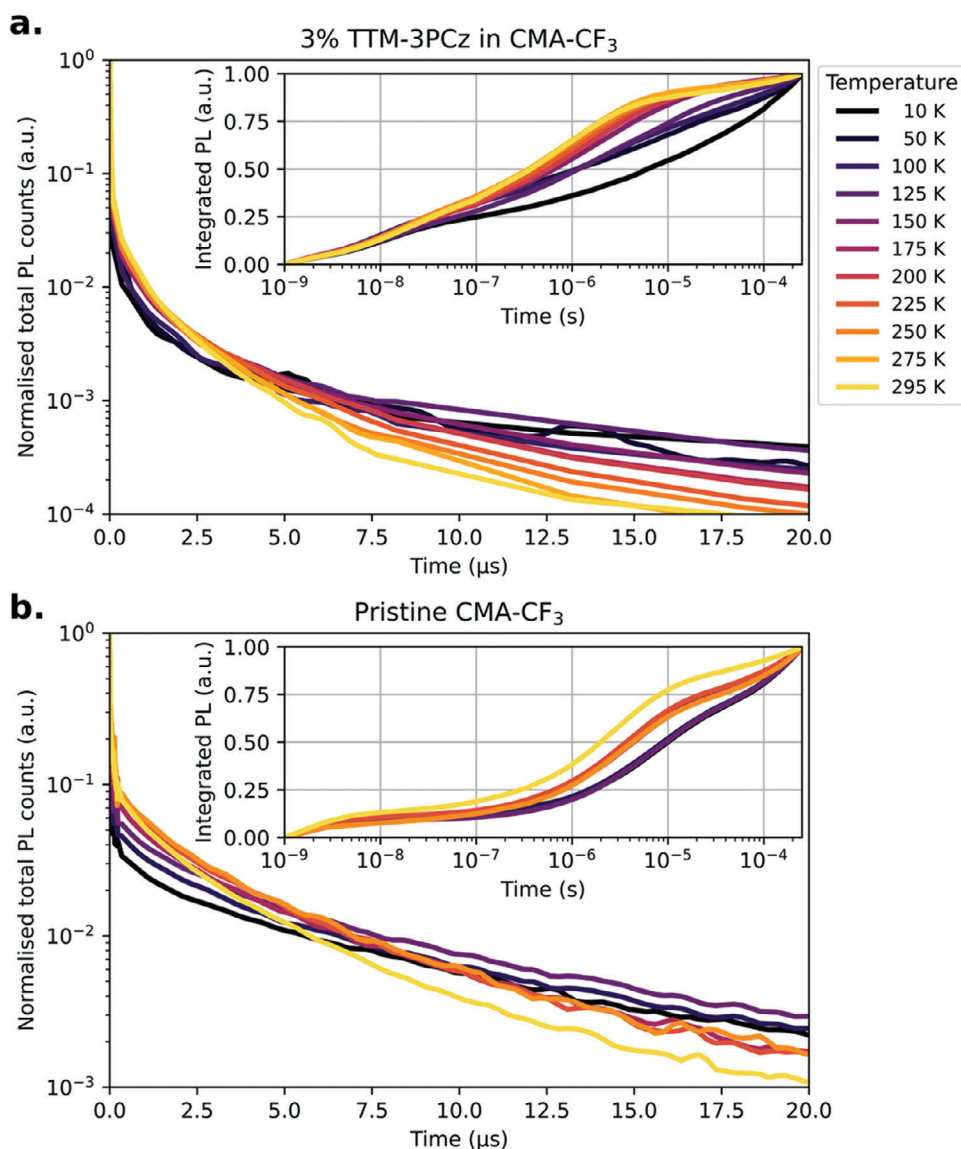 a.
3% TTM-3PCz in CMA-CF₃
Normalised total PL counts (a.u.)
10⁰
10⁻¹
10⁻²
10⁻³
10⁻⁴
0.0 2.5 5.0 7.5 10.0 12.5 15.0 17.5 20.0
Time (μs)
Integrated PL (a.u.)
1.00
0.75
0.50
0.25
0.00
10⁻⁹ 10⁻⁸ 10⁻⁷ 10⁻⁶ 10⁻⁵ 10⁻⁴
Time (s)
Temperature
10 K
50 K
100 K
125 K
150 K
175 K
200 K
225 K
250 K
275 K
295 K
b.
Pristine CMA-CF₃
Normalised total PL counts (a.u.)
10⁰
10⁻¹
10⁻²
10⁻³
0.0 2.5 5.0 7.5 10.0 12.5 15.0 17.5 20.0
Time (μs)
Integrated PL (a.u.)
1.00
0.75
0.50
0.25
0.00
10⁻⁹ 10⁻⁸ 10⁻⁷ 10⁻⁶ 10⁻⁵ 10⁻⁴
Time (s)